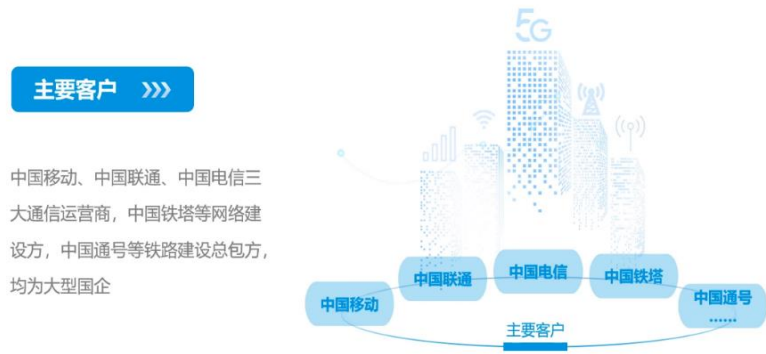 主要客户 >>>
中国移动、中国联通、中国电信三
大通信运营商，中国铁塔等网络建
设方，中国通号等铁路建设总包方，
均为大型国企
5G
中国移动
中国联通
中国电信
中国铁塔
中国通号
......
主要客户